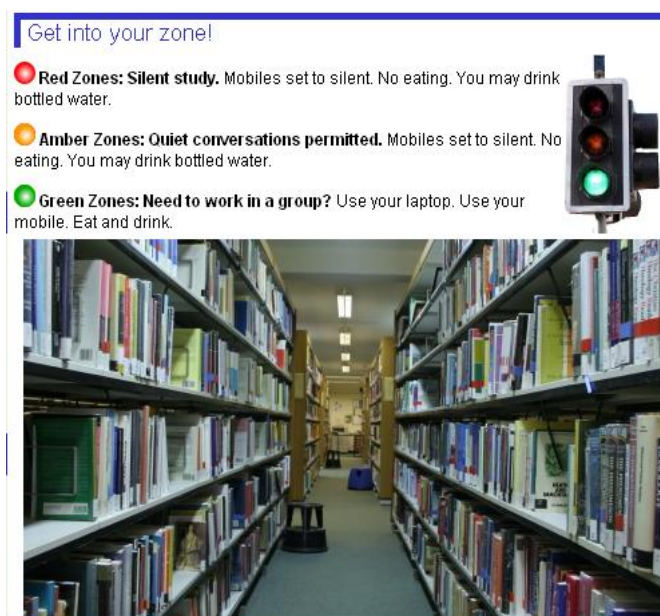 Get into your zone!
Red Zones: Silent study. Mobiles set to silent. No eating. You may drink
bottled water.
Amber Zones: Quiet conversations permitted. Mobiles set to silent. No
eating. You may drink bottled water.
Green Zones: Need to work in a group? Use your laptop. Use your
mobile. Eat and drink.